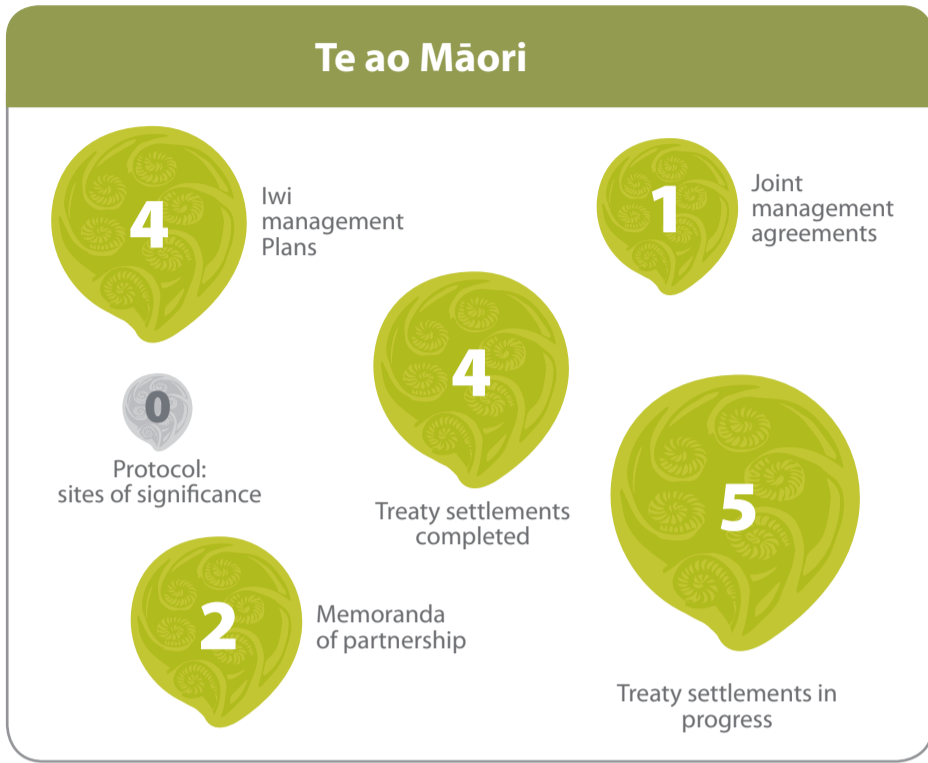 Te ao Māori
4
Iwi
management
Plans
1
Joint
management
agreements
0
Protocol:
sites of significance
4
Treaty settlements
completed
5
Treaty settlements in
progress
2
Memoranda
of partnership